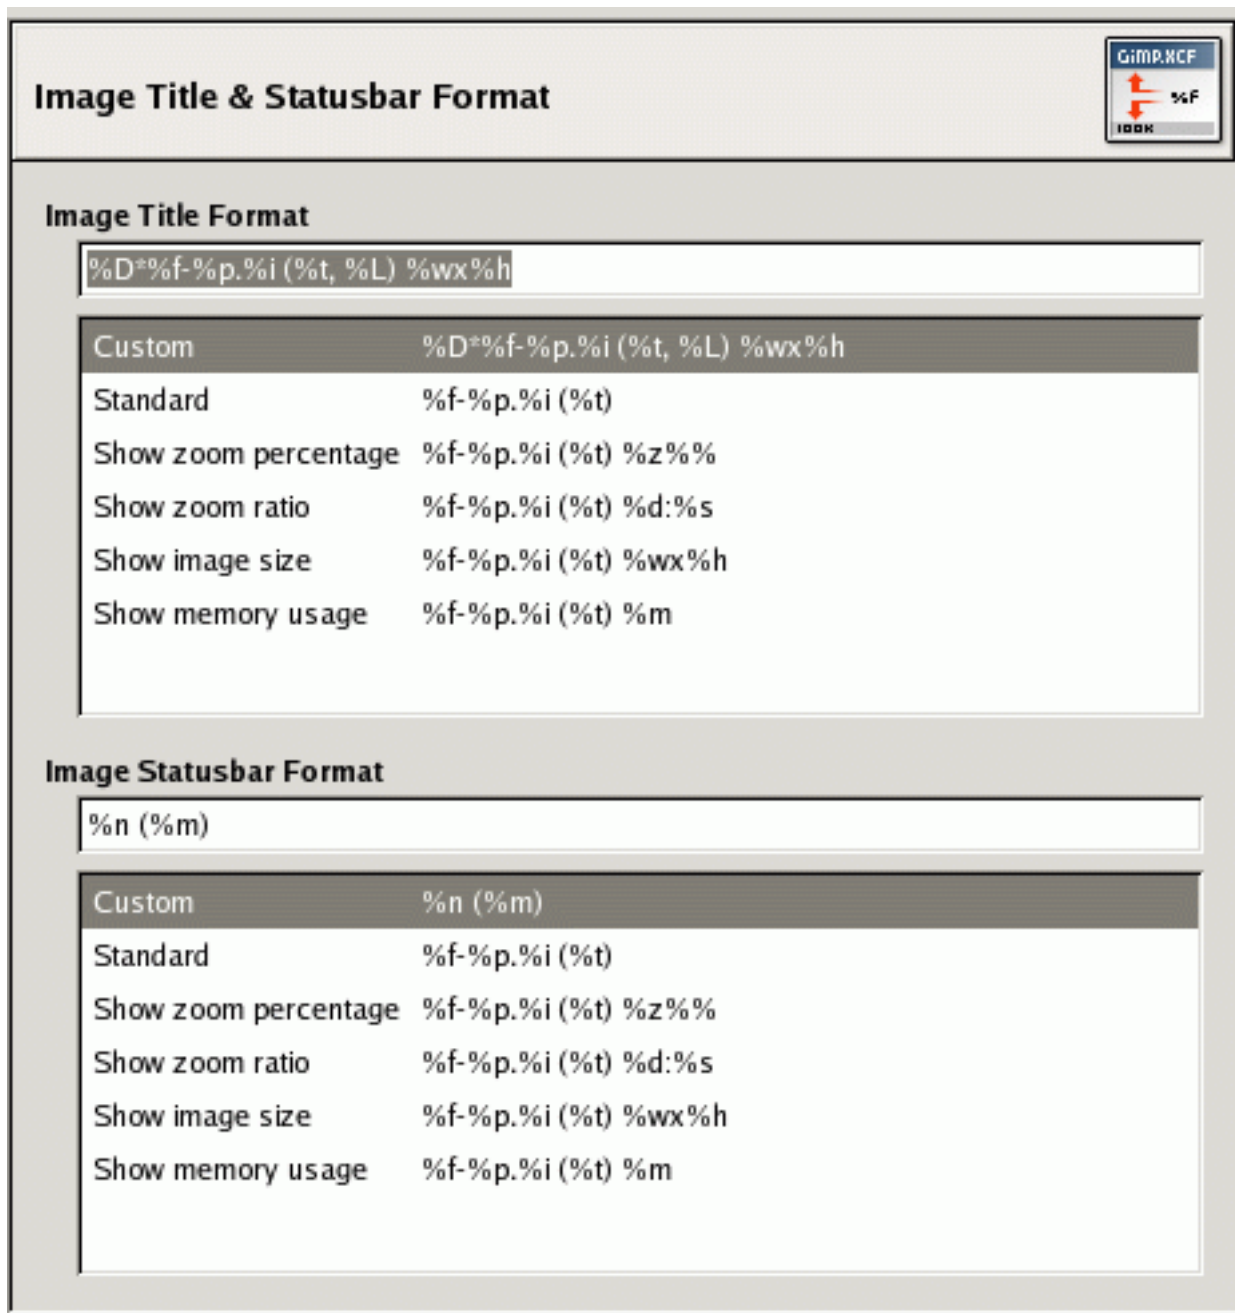 Image Title & Statusbar Format
GIMP.XCF
%F
100K
Image Title Format
%D*%f-%p.%i (%t, %L) %wx%h
Custom %D*%f-%p.%i (%t, %L) %wx%h
Standard %f-%p.%i (%t)
Show zoom percentage %f-%p.%i (%t) %z%%
Show zoom ratio %f-%p.%i (%t) %d:%s
Show image size %f-%p.%i (%t) %wx%h
Show memory usage %f-%p.%i (%t) %m
Image Statusbar Format
%n (%m)
Custom %n (%m)
Standard %f-%p.%i (%t)
Show zoom percentage %f-%p.%i (%t) %z%%
Show zoom ratio %f-%p.%i (%t) %d:%s
Show image size %f-%p.%i (%t) %wx%h
Show memory usage %f-%p.%i (%t) %m